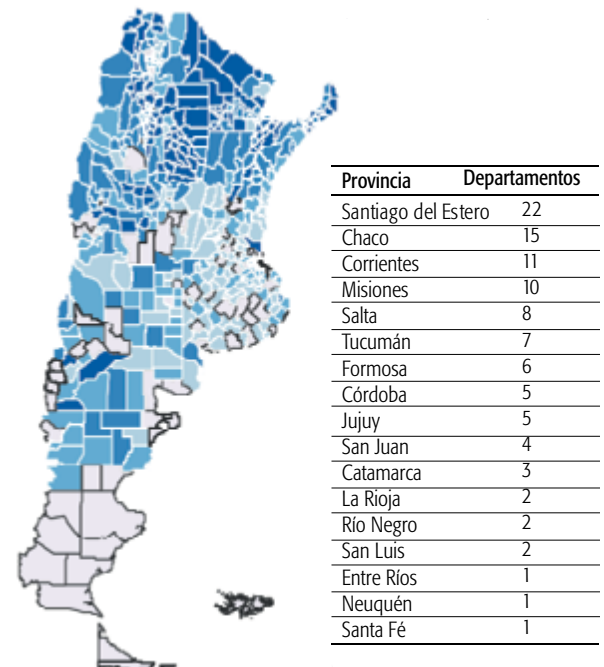 Provincia Departamentos
Santiago del Estero 22
Chaco 15
Corrientes 11
Misiones 10
Salta 8
Tucumán 7
Formosa 6
Córdoba 5
Jujuy 5
San Juan 4
Catamarca 3
La Rioja 2
Río Negro 2
San Luis 2
Entre Ríos 1
Neuquén 1
Santa Fé 1